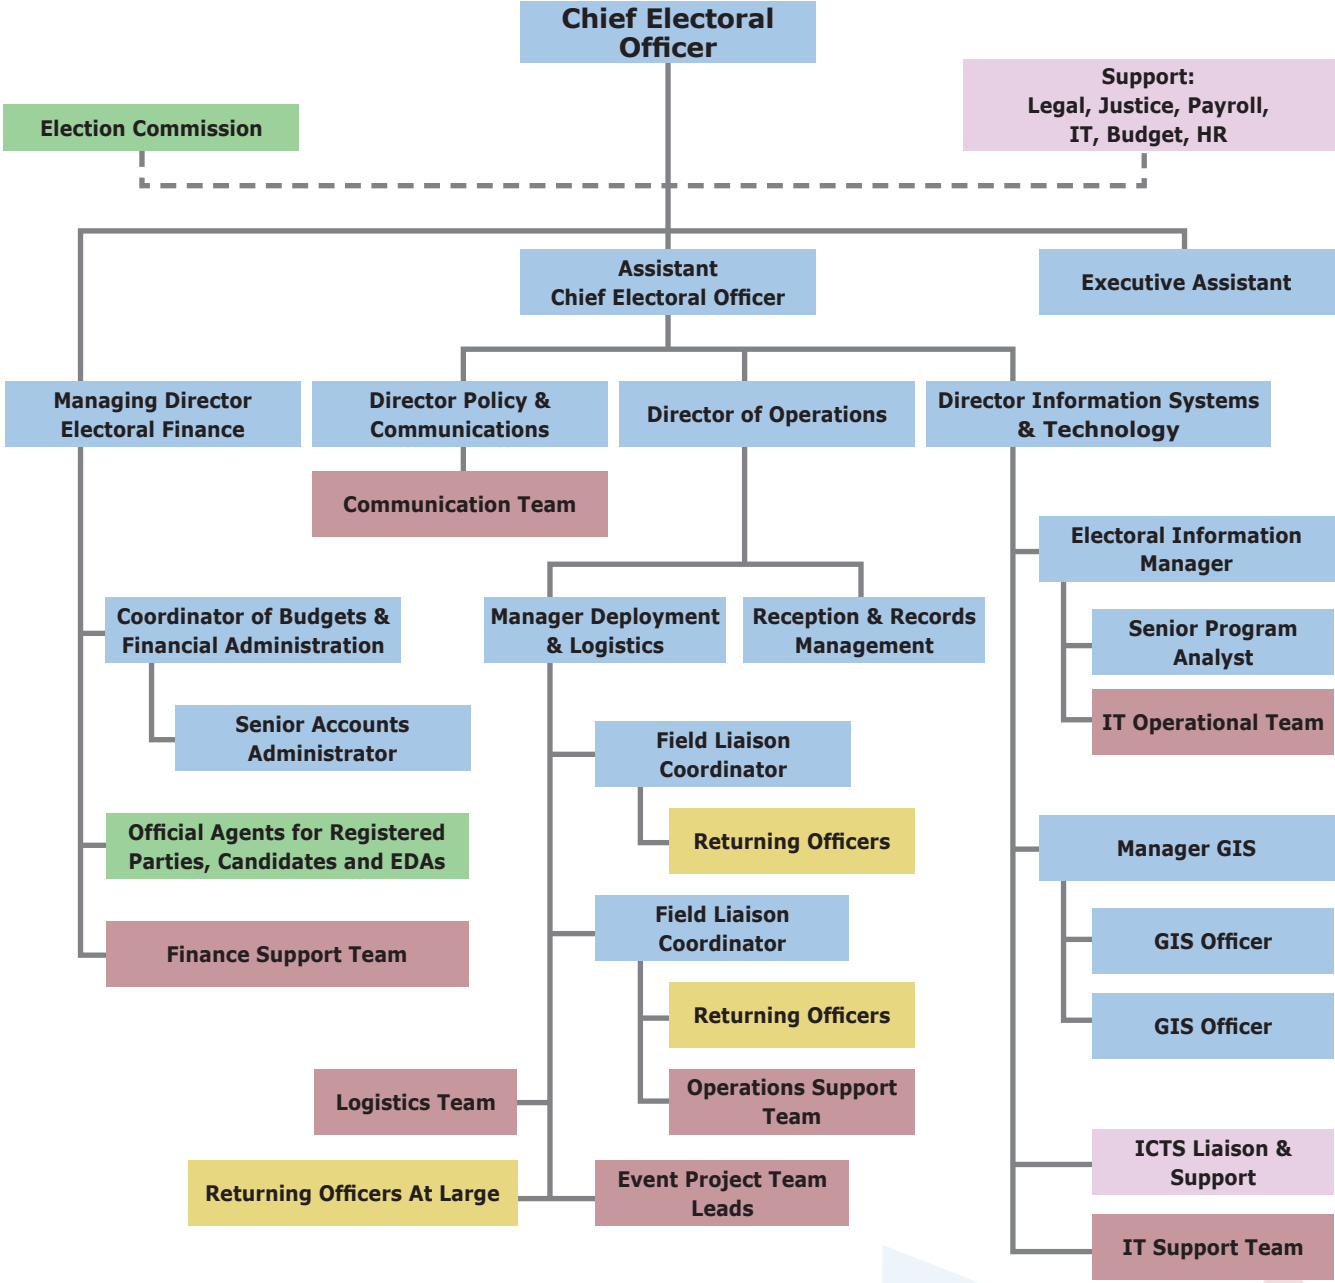 Chief Electoral
Officer
Support:
Legal, Justice, Payroll,
IT, Budget, HR
Election Commission
Assistant
Chief Electoral Officer
Executive Assistant
Managing Director
Electoral Finance
Director Policy &
Communications
Director of Operations
Director Information Systems
& Technology
Communication Team
Electoral Information
Manager
Coordinator of Budgets &
Financial Administration
Manager Deployment
& Logistics
Reception & Records
Management
Senior Program
Analyst
Senior Accounts
Administrator
IT Operational Team
Field Liaison
Coordinator
Official Agents for Registered
Parties, Candidates and EDAs
Returning Officers
Manager GIS
Field Liaison
Coordinator
Finance Support Team
GIS Officer
Returning Officers
GIS Officer
Logistics Team
Operations Support
Team
ICTS Liaison &
Support
Returning Officers At Large
Event Project Team
Leads
IT Support Team